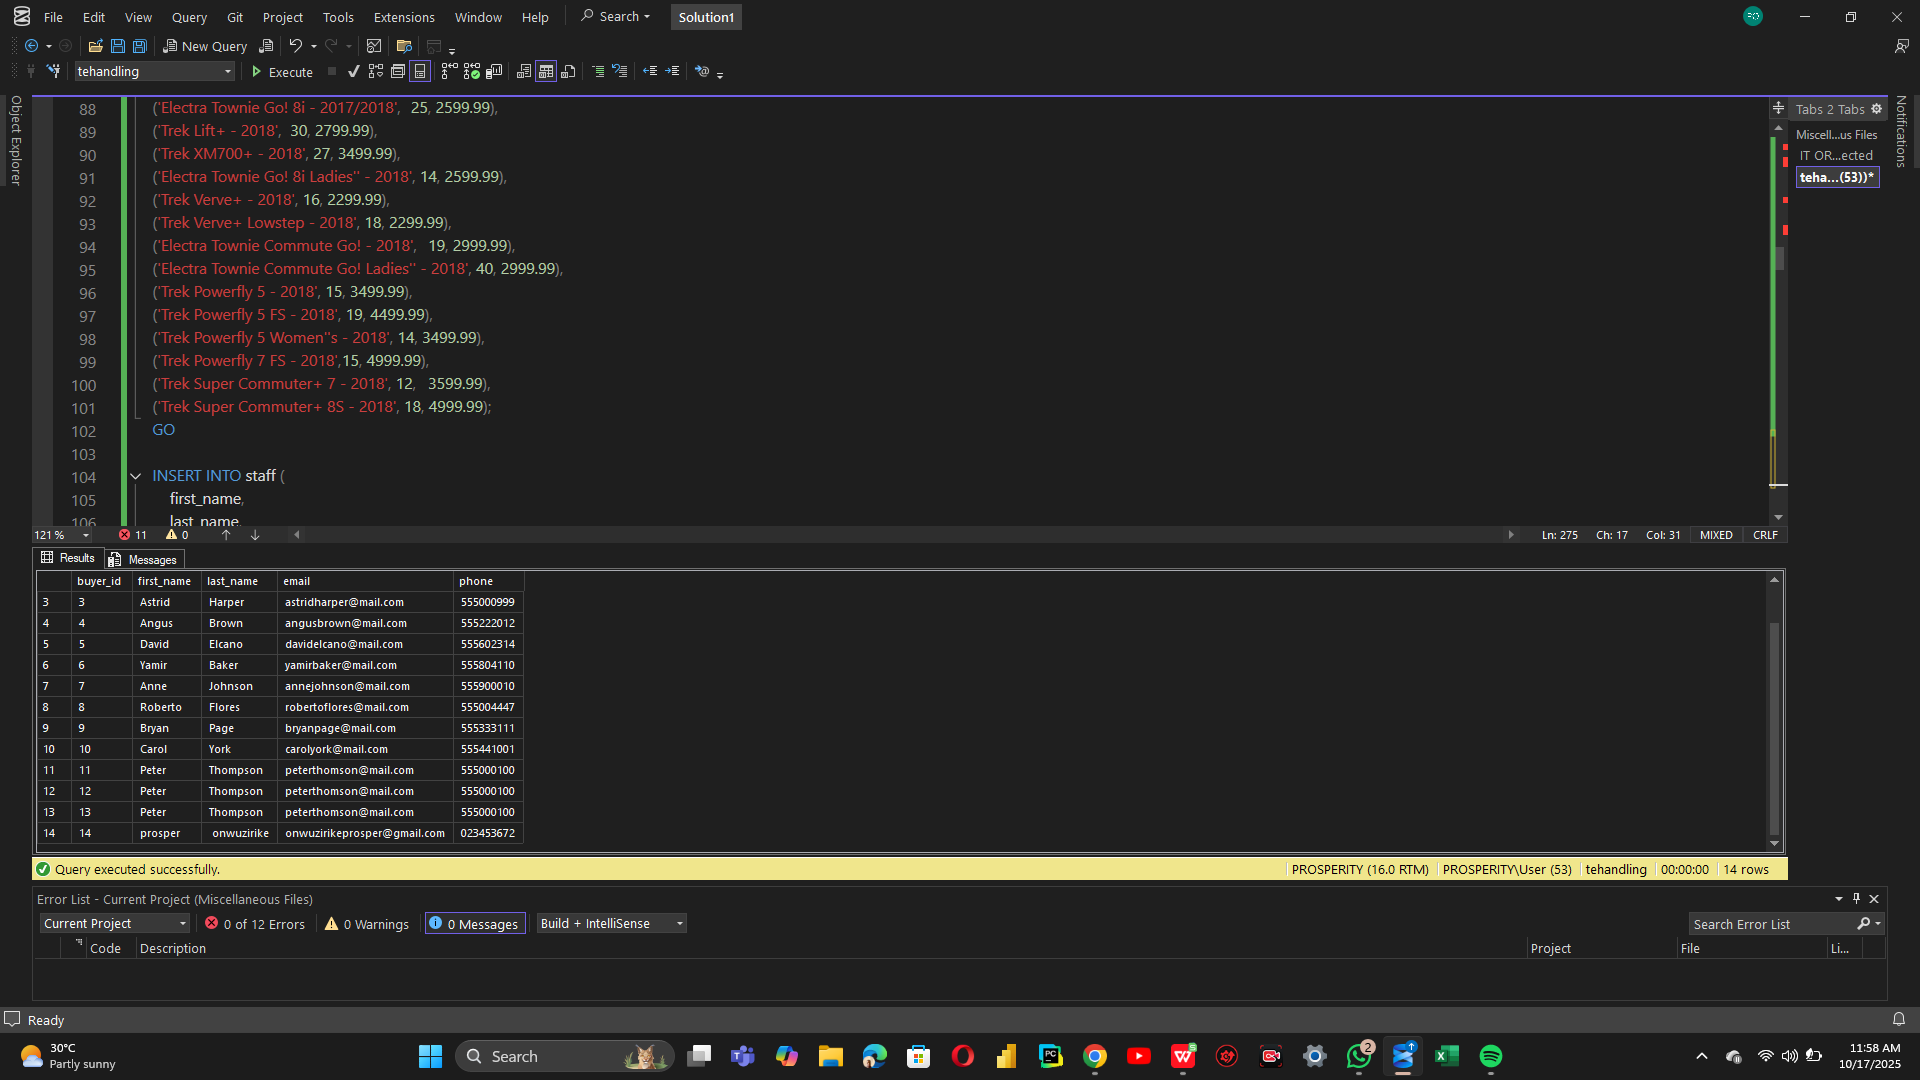 File Edit View Query Git Project Tools Extensions Window Help Search Solution1
New Query
tehandling Execute
Object Explorer
88 ('Electra Townie Go! 8i - 2017/2018', 25, 2599.99),
89 ('Trek Lift+ - 2018', 30, 2799.99),
90 ('Trek XM700+ - 2018', 27, 3499.99),
91 ('Electra Townie Go! 8i Ladies'' - 2018', 14, 2599.99),
92 ('Trek Verve+ - 2018', 16, 2299.99),
93 ('Trek Verve+ Lowstep - 2018', 18, 2299.99),
94 ('Electra Townie Commute Go! - 2018', 19, 2999.99),
95 ('Electra Townie Commute Go! Ladies'' - 2018', 40, 2999.99),
96 ('Trek Powerfly 5 - 2018', 15, 3499.99),
97 ('Trek Powerfly 5 FS - 2018', 19, 4499.99),
98 ('Trek Powerfly 5 Women''s - 2018', 14, 3499.99),
99 ('Trek Powerfly 7 FS - 2018',15, 4999.99),
100 ('Trek Super Commuter+ 7 - 2018', 12, 3599.99),
101 ('Trek Super Commuter+ 8S - 2018', 18, 4999.99);
102 GO
103
104 INSERT INTO staff (
105 first_name,
106 last_name,
Tabs 2 Tabs
Miscell...us Files
IT OR...ected
teha...(53))*
Notifications
121 % 11 0 Ln: 275 Ch: 17 Col: 31 MIXED CRLF
Results Messages
buyer_id first_name last_name email phone
3 3 Astrid Harper astridharper@mail.com 555000999
4 4 Angus Brown angusbrown@mail.com 555222012
5 5 David Elcano davidelcano@mail.com 555602314
6 6 Yamir Baker yamirbaker@mail.com 555804110
7 7 Anne Johnson annejohnson@mail.com 555900010
8 8 Roberto Flores robertoflores@mail.com 555004447
9 9 Bryan Page bryanpage@mail.com 555333111
10 10 Carol York carolyork@mail.com 555441001
11 11 Peter Thompson peterthomson@mail.com 555000100
12 12 Peter Thompson peterthomson@mail.com 555000100
13 13 Peter Thompson peterthomson@mail.com 555000100
14 14 prosper onwuzirike onwuzirikeprosper@gmail.com 023453672
Query executed successfully. PROSPERITY (16.0 RTM) PROSPERITY\User (53) tehandling 00:00:00 14 rows
Error List - Current Project (Miscellaneous Files)
Current Project 0 of 12 Errors 0 Warnings 0 Messages Build + IntelliSense Search Error List
Code Description Project File Li...
Ready
30°C
Partly sunny
Search
2
11:58 AM
10/17/2025